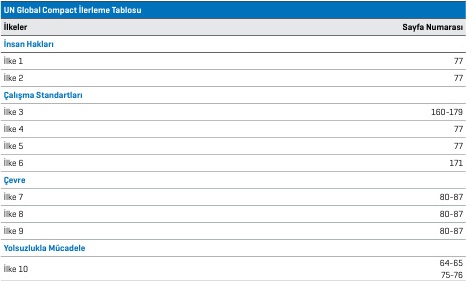 UN Global Compact İlerleme Tablosu
İlkeler Sayfa Numarası
İnsan Hakları
İlke 1 77
İlke 2 77
Çalışma Standartları
İlke 3 160-179
İlke 4 77
İlke 5 77
İlke 6 171
Çevre
İlke 7 80-87
İlke 8 80-87
İlke 9 80-87
Yolsuzlukla Mücadele
İlke 10 64-65
75-76